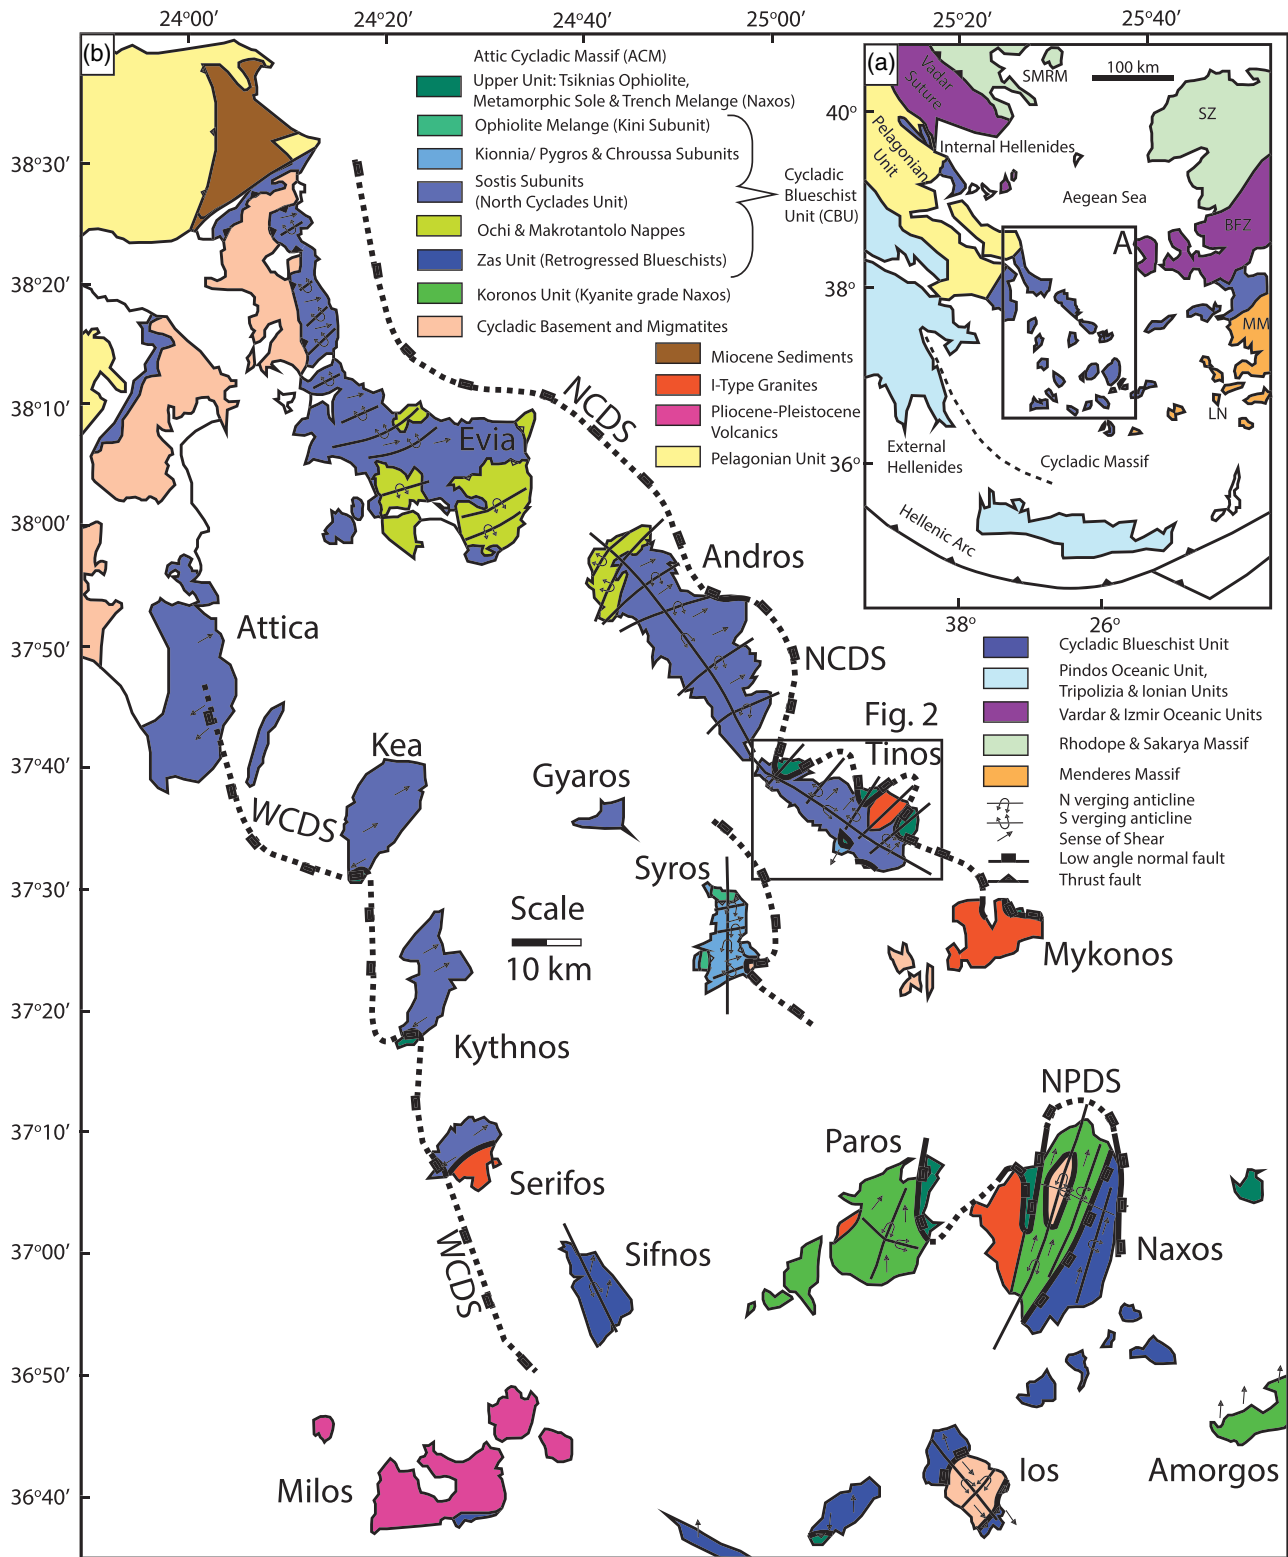 24°00′ 24°20′ 24°40′ 25°00′ 25°20′ 25°40′
(b)
38°30′
38°20′
38°10′
38°00′
37°50′
37°40′
37°30′
37°20′
37°10′
37°00′
36°50′
36°40′
Attic Cycladic Massif (ACM)
Upper Unit: Tsiknias Ophiolite,
Metamorphic Sole & Trench Melange (Naxos)
Ophiolite Melange (Kini Subunit)
Kionnia/ Pygros & Chroussa Subunits
Sostis Subunits
(North Cyclades Unit)
Ochi & Makrotantolo Nappes
Zas Unit (Retrogressed Blueschists)
Koronos Unit (Kyanite grade Naxos)
Cycladic Basement and Migmatites
Cycladic
Blueschist
Unit (CBU)
Miocene Sediments
I-Type Granites
Pliocene-Pleistocene
Volcanics
Pelagonian Unit
(a)
100 km
40°
38°
36°
38°
26°
Vadar
Suture
SMRM
SZ
Pelagonian
Unit
Internal Hellenides
Aegean Sea
BFZ
A
MM
LN
External
Hellenides
Cycladic Massif
Hellenic Arc
Cycladic Blueschist Unit
Pindos Oceanic Unit,
Tripolizia & Ionian Units
Vardar & Izmir Oceanic Units
Rhodope & Sakarya Massif
Menderes Massif
N verging anticline
S verging anticline
Sense of Shear
Low angle normal fault
Thrust fault
NCDS
Evia
Andros
Attica
NCDS
Fig. 2
Tinos
Kea
Gyaros
WCDS
Syros
Scale
10 km
Mykonos
Kythnos
NPDS
Paros
Serifos
Sifnos
Naxos
WCDS
Milos
Ios
Amorgos